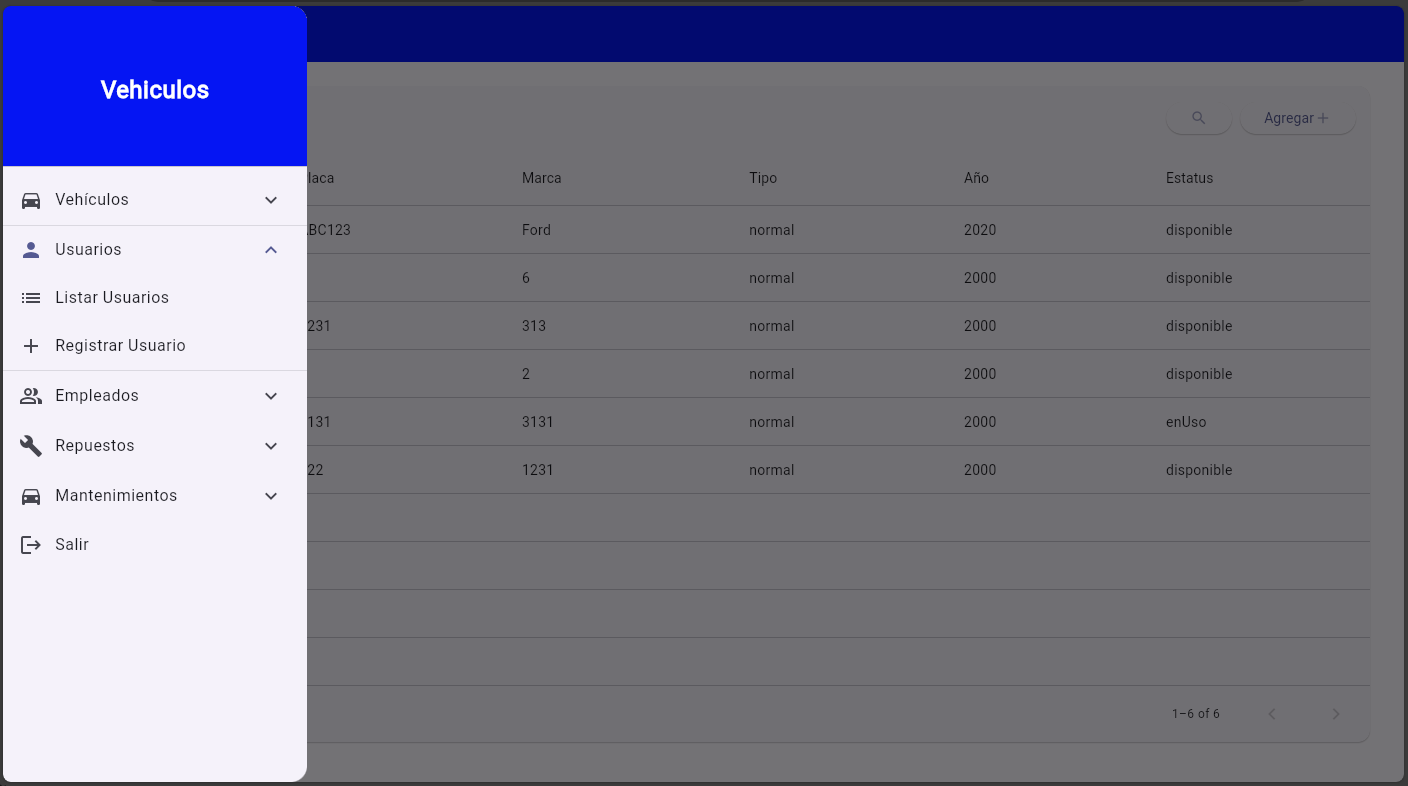 Vehiculos
Vehículos
Usuarios
Listar Usuarios
Registrar Usuario
Empleados
Repuestos
Mantenimientos
Salir
Agregar
laca Marca Tipo Año Estatus
BC123 Ford normal 2020 disponible
6 normal 2000 disponible
231 313 normal 2000 disponible
2 normal 2000 disponible
131 3131 normal 2000 enUso
22 1231 normal 2000 disponible
1–6 of 6